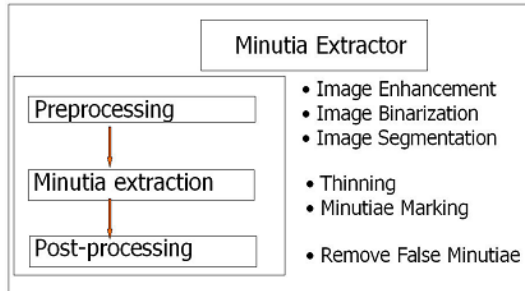 Minutia Extractor
Preprocessing
• Image Enhancement
• Image Binarization
• Image Segmentation
Minutia extraction
• Thinning
• Minutiae Marking
Post-processing
• Remove False Minutiae